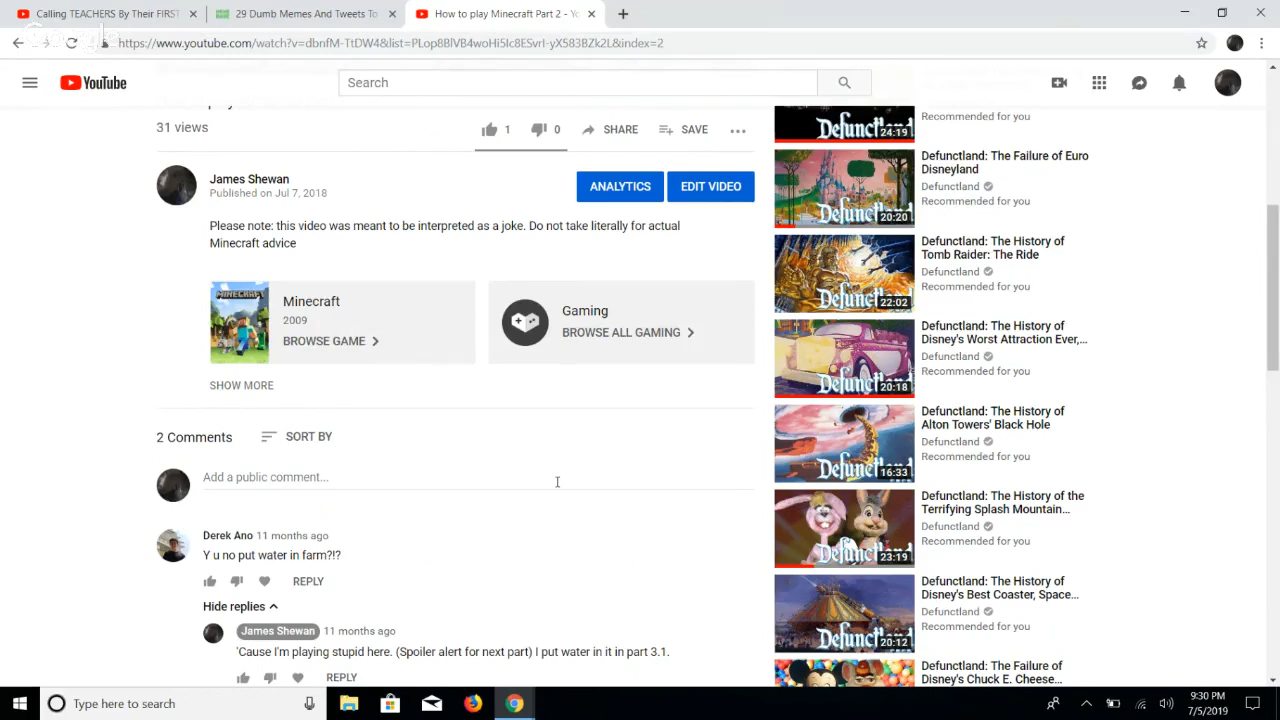 Calling TEACHERS By Their FIRST
29 Dumb Memes And Tweets To
How to play Minecraft Part 2 - Yo
https://www.youtube.com/watch?v=dbnfM-TtDW4&list=PLop8BlVB4woHi5Ic8ESvrI-yX583BZk2L&index=2
YouTube
Search
31 views
1
0
SHARE
SAVE
James Shewan
Published on Jul 7, 2018
ANALYTICS
EDIT VIDEO
Please note: this video was meant to be interpreted as a joke. Do not take literally for actual
Minecraft advice
MINECRAFT
Minecraft
2009
BROWSE GAME
Gaming
BROWSE ALL GAMING
SHOW MORE
2 Comments
SORT BY
Add a public comment...
Derek Ano 11 months ago
Y u no put water in farm?!?
REPLY
Hide replies
James Shewan 11 months ago
'Cause I'm playing stupid here. (Spoiler alert for next part) I put water in it in part 3.1.
REPLY
Defunctl
24:19
Recommended for you
Defunctl
20:20
Defunctland: The Failure of Euro
Disneyland
Defunctland
Recommended for you
Defunctl
22:02
Defunctland: The History of
Tomb Raider: The Ride
Defunctland
Recommended for you
Defunctl
20:18
Defunctland: The History of
Disney's Worst Attraction Ever,...
Defunctland
Recommended for you
Defunctl
16:33
Defunctland: The History of
Alton Towers' Black Hole
Defunctland
Recommended for you
Defunctl
23:19
Defunctland: The History of the
Terrifying Splash Mountain...
Defunctland
Recommended for you
Defunctl
20:12
Defunctland: The History of
Disney's Best Coaster, Space...
Defunctland
Recommended for you
Defunctland: The Failure of
Disney's Chuck E. Cheese...
Type here to search
9:30 PM
7/5/2019